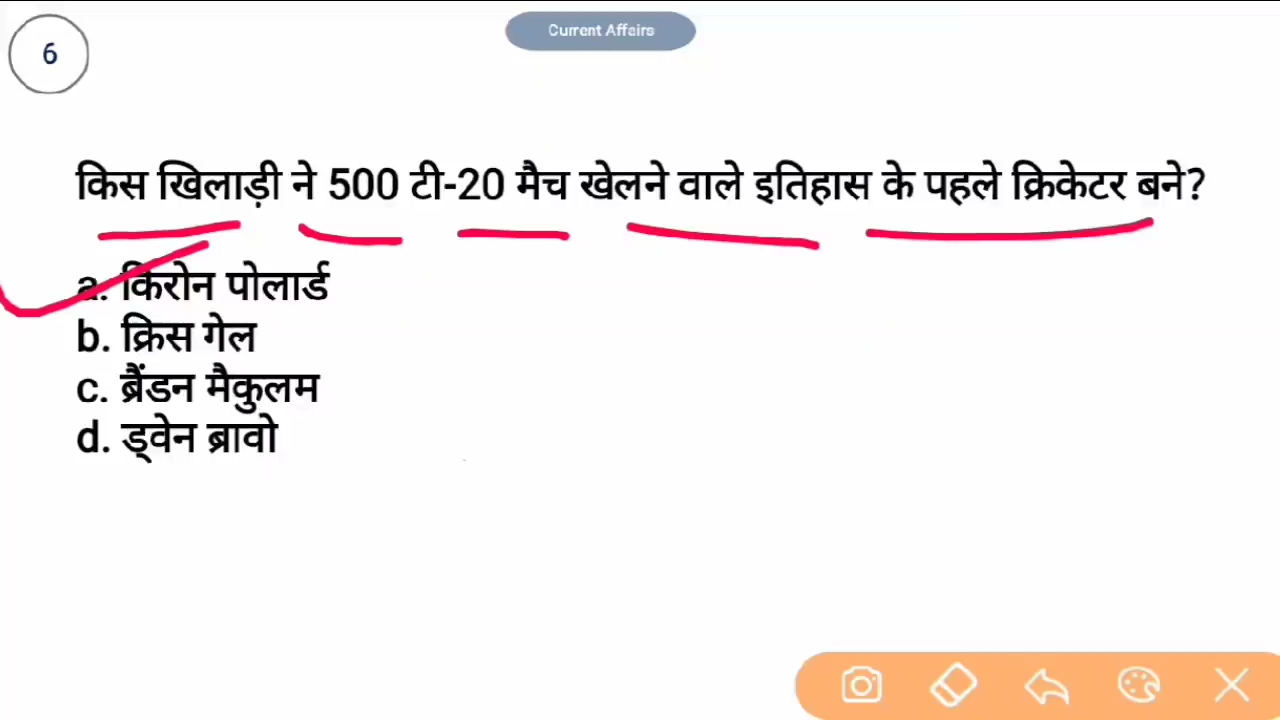 6
Current Affairs
किस खिलाड़ी ने 500 टी-20 मैच खेलने वाले इतिहास के पहले क्रिकेटर बने?
a. किरोन पोलार्ड
b. क्रिस गेल
c. ब्रैंडन मैकुलम
d. ड्वेन ब्रावो